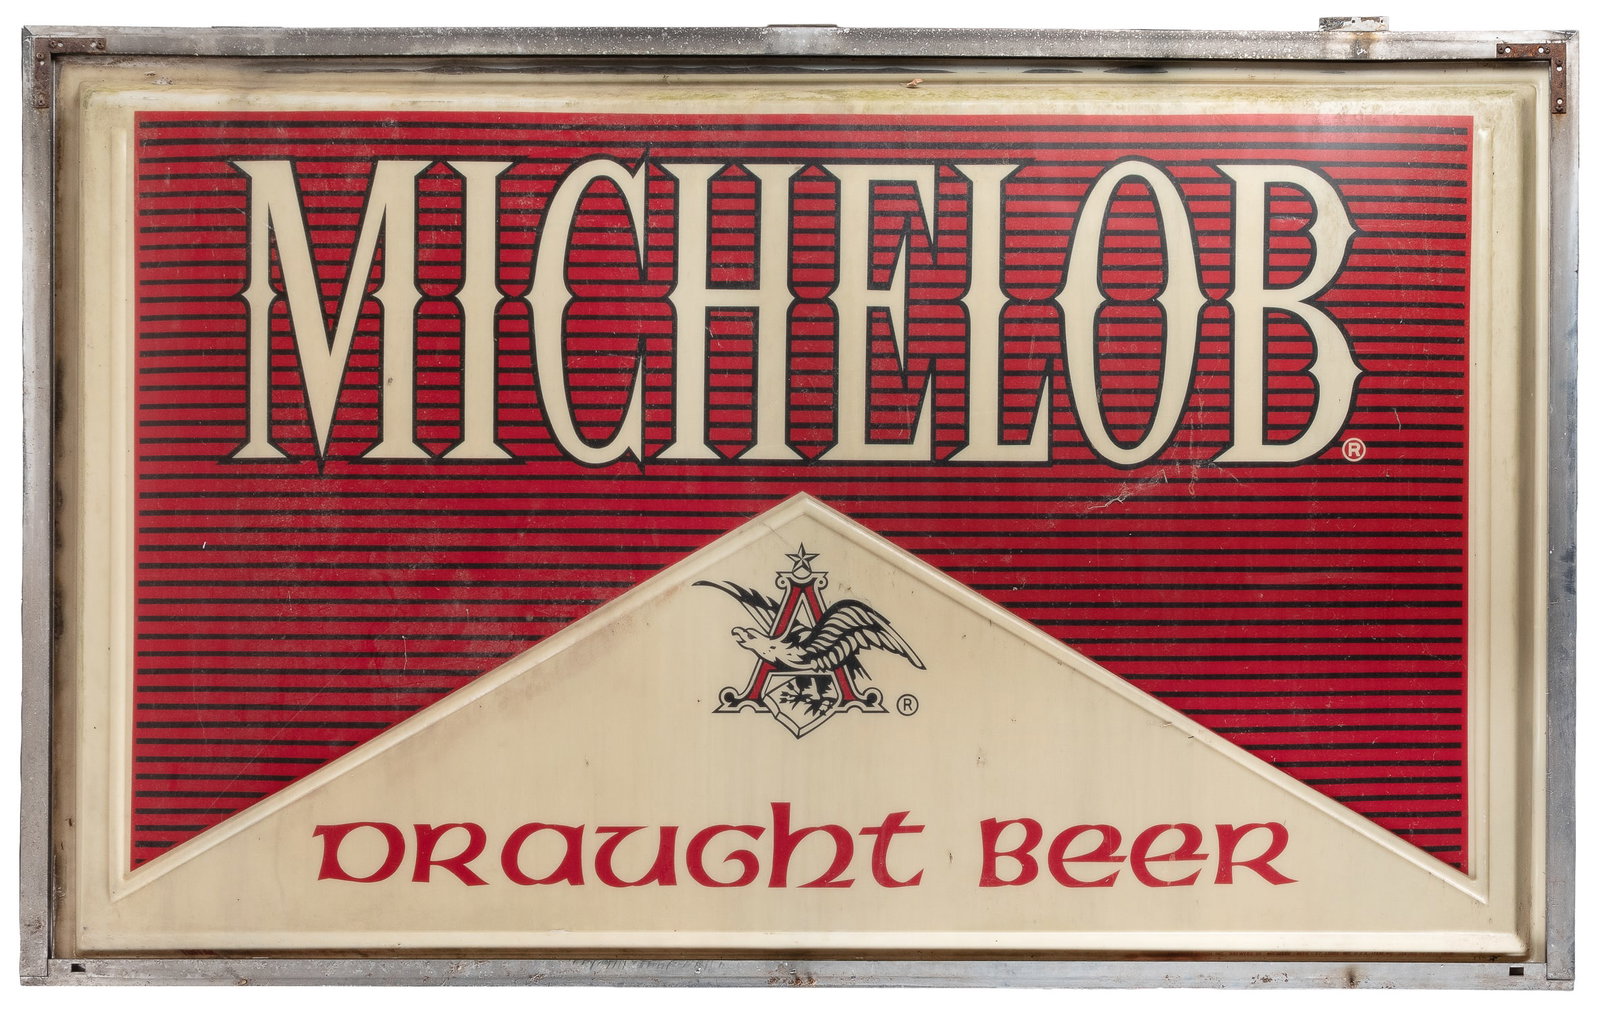 MICHELOB ®
A ®
DRAUGHT BEER